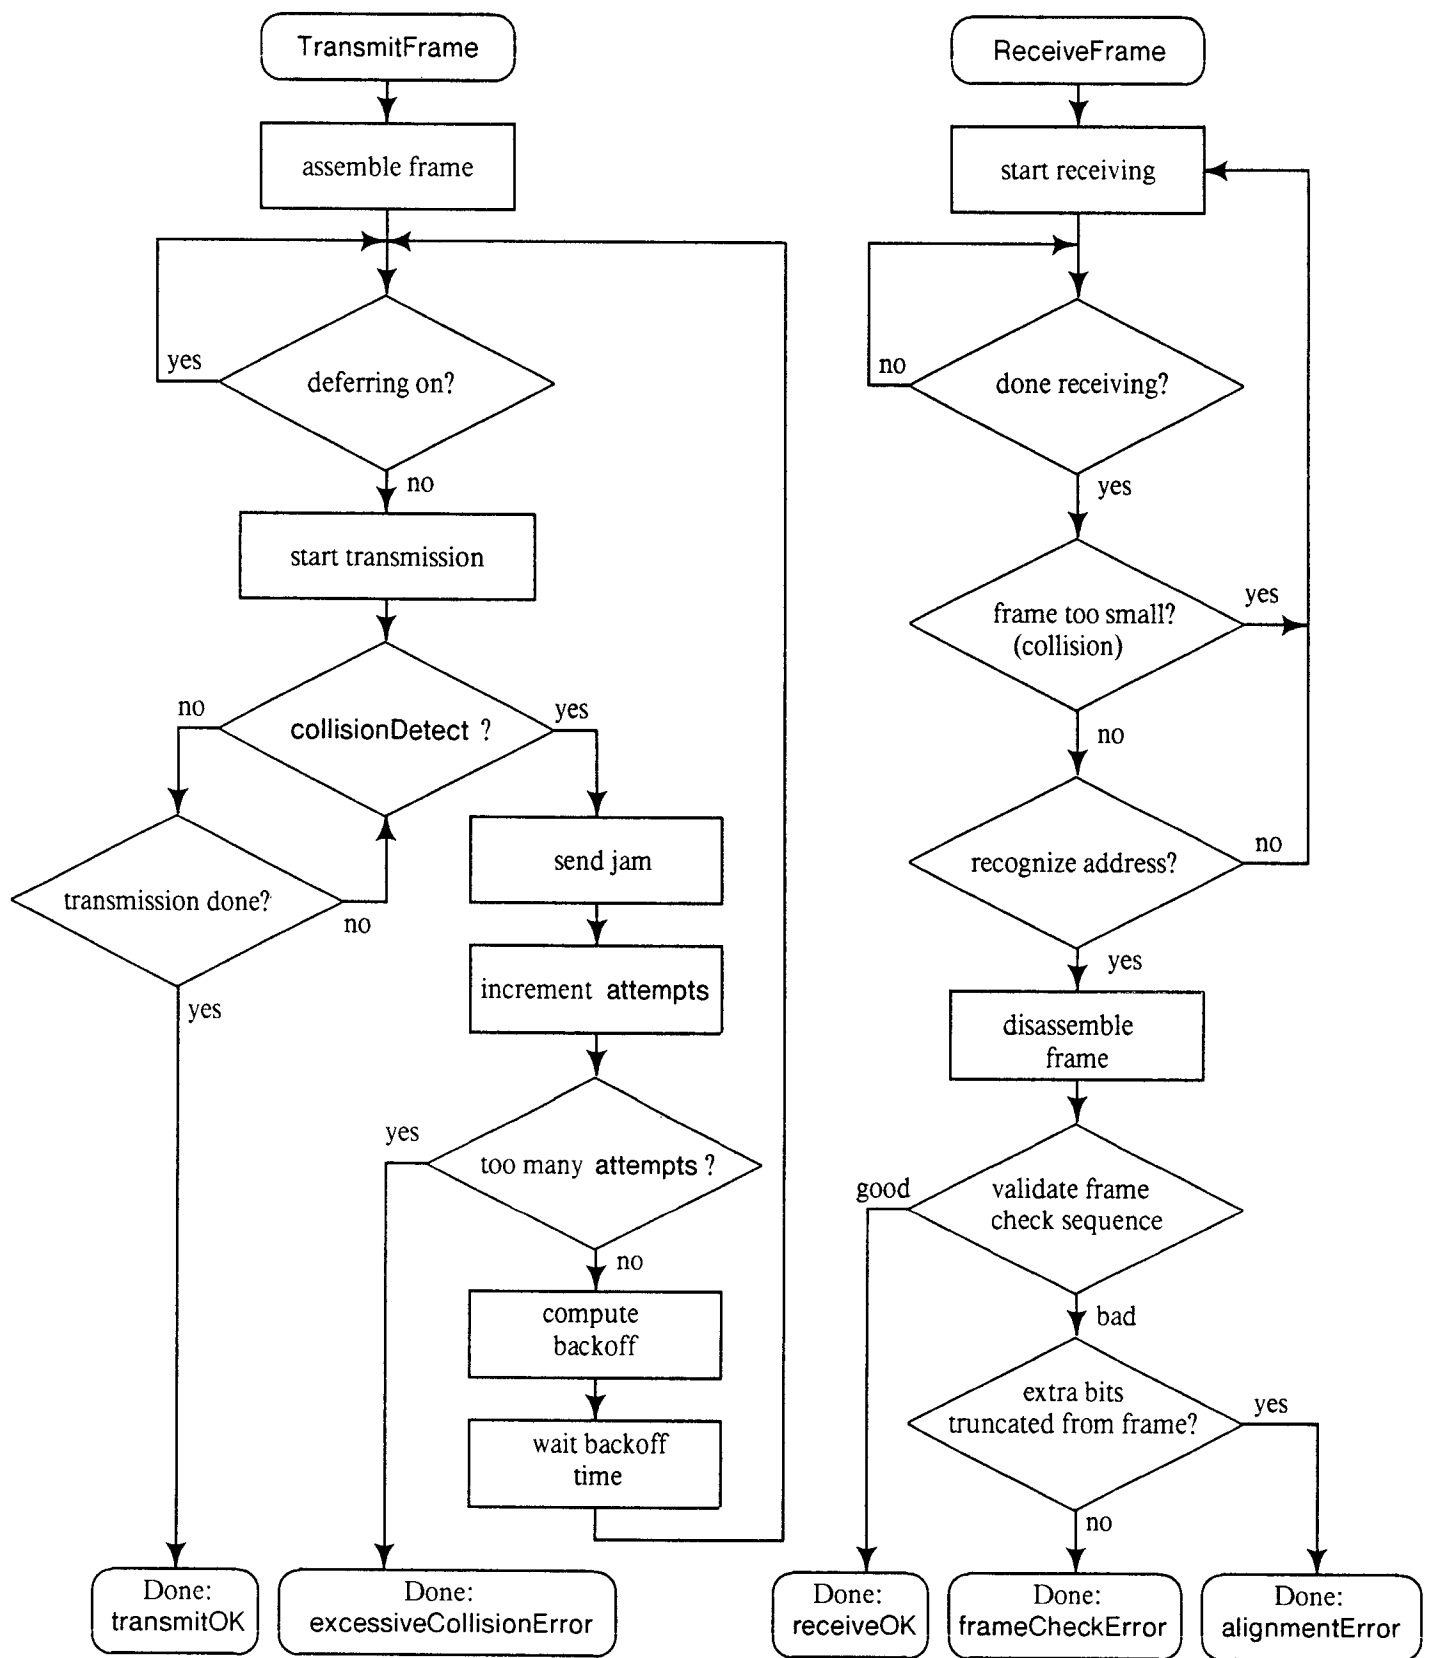 TransmitFrame
assemble frame
yes
deferring on?
no
start transmission
no
collisionDetect ?
yes
send jam
transmission done?
no
increment attempts
yes
yes
too many attempts ?
no
compute
backoff
wait backoff
time
Done:
transmitOK
Done:
excessiveCollisionError
ReceiveFrame
start receiving
no
done receiving?
yes
frame too small?
(collision)
yes
no
recognize address?
no
yes
disassemble
frame
good
validate frame
check sequence
bad
extra bits
truncated from frame?
yes
no
Done:
receiveOK
Done:
frameCheckError
Done:
alignmentError